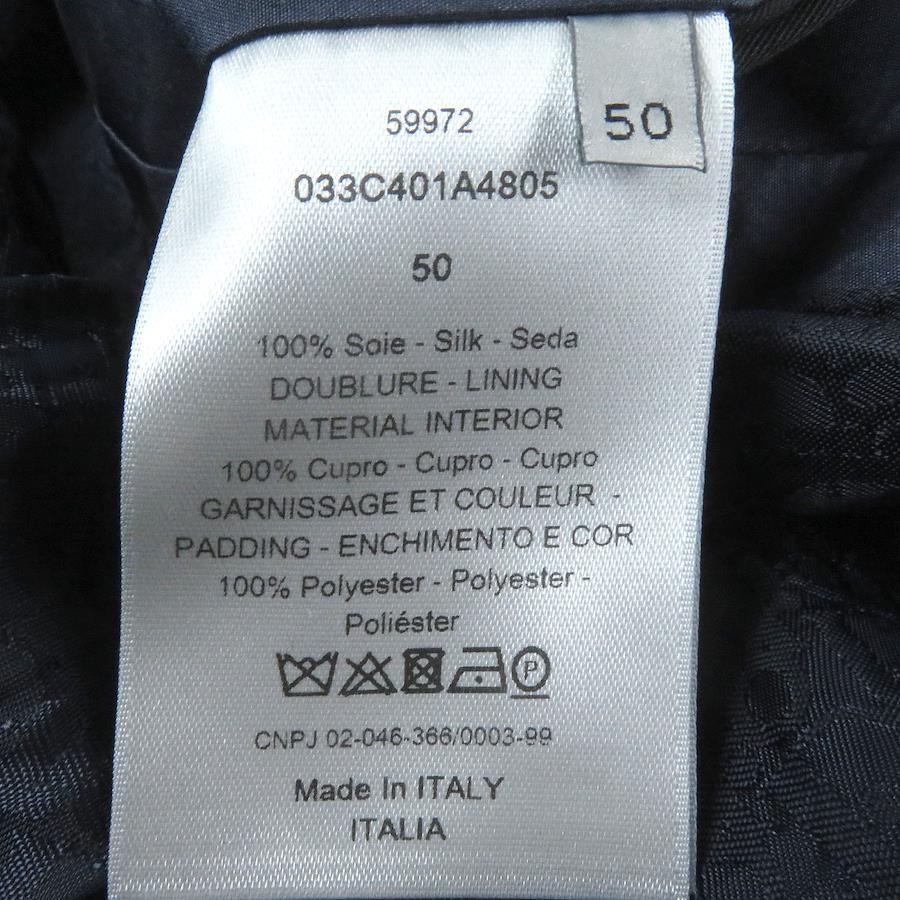 50
59972
033C401A4805
50
100% Soie - Silk - Seda
DOUBLURE - LINING
MATERIAL INTERIOR
100% Cupro - Cupro - Cupro
GARNISSAGE ET COULEUR -
PADDING - ENCHIMENTO E COR
100% Polyester - Polyester -
Poliéster
P
CNPJ 02-046-366/0003-99
Made In ITALY
ITALIA